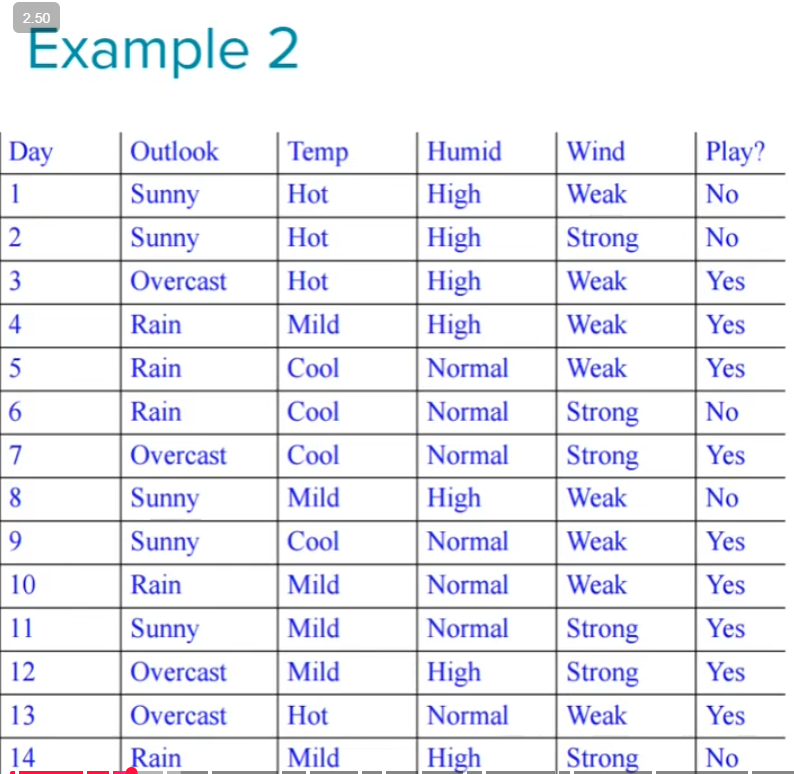 2.50
Example 2
Day Outlook Temp Humid Wind Play?
1 Sunny Hot High Weak No
2 Sunny Hot High Strong No
3 Overcast Hot High Weak Yes
4 Rain Mild High Weak Yes
5 Rain Cool Normal Weak Yes
6 Rain Cool Normal Strong No
7 Overcast Cool Normal Strong Yes
8 Sunny Mild High Weak No
9 Sunny Cool Normal Weak Yes
10 Rain Mild Normal Weak Yes
11 Sunny Mild Normal Strong Yes
12 Overcast Mild High Strong Yes
13 Overcast Hot Normal Weak Yes
14 Rain Mild High Strong No